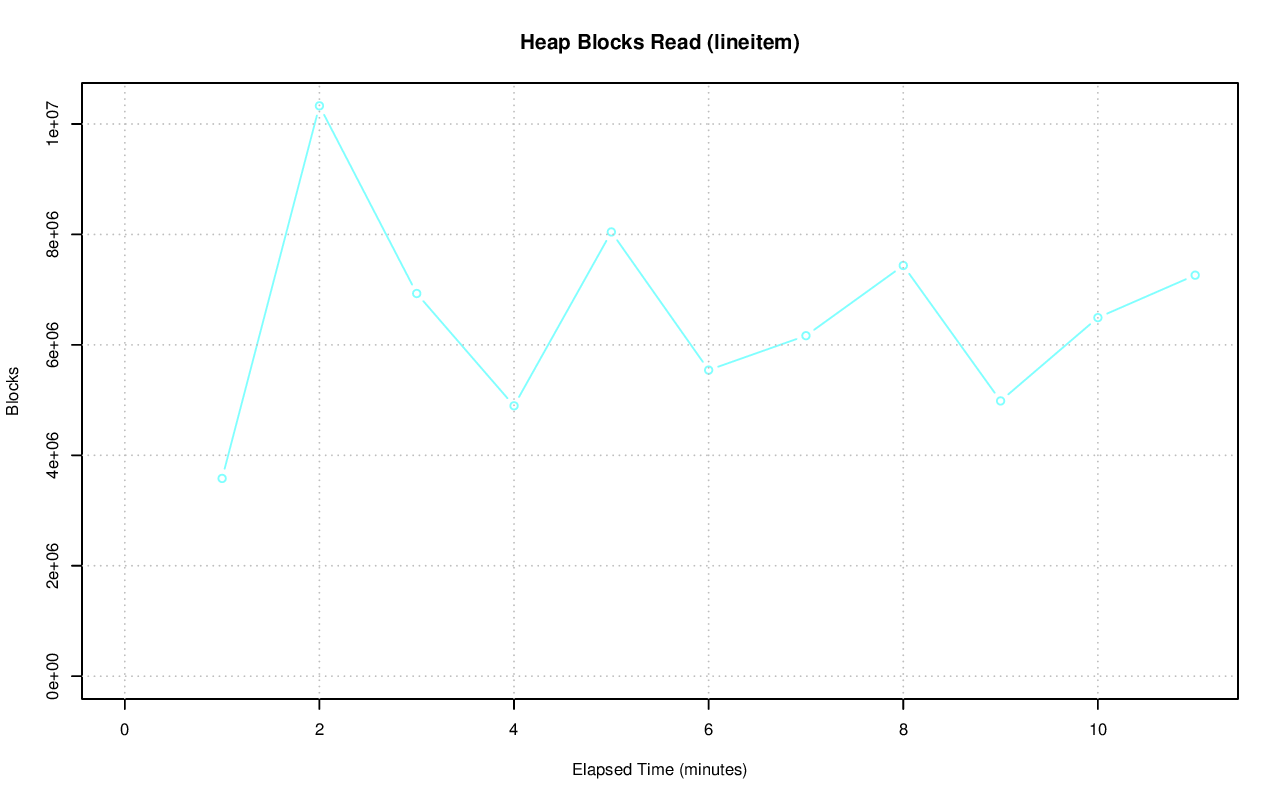 Heap Blocks Read (lineitem)
1e+07
8e+06
6e+06
4e+06
2e+06
0e+00
Blocks
0 2 4 6 8 10
Elapsed Time (minutes)